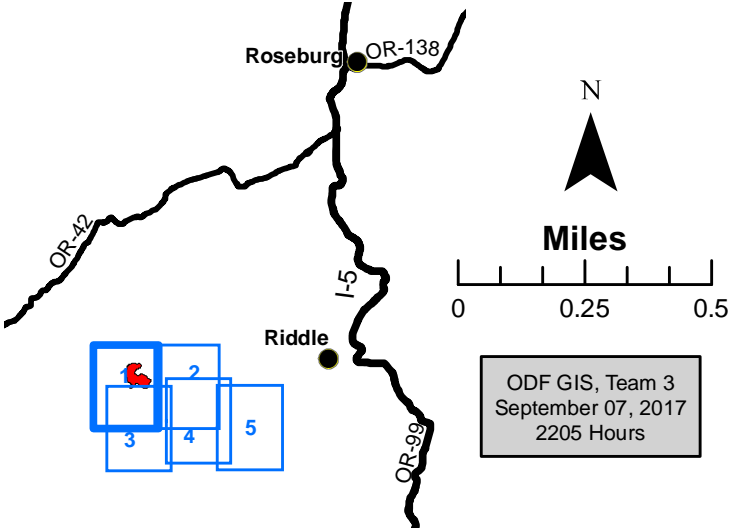 Roseburg
OR-138
N
OR-42
Miles
I-5
0 0.25 0.5
Riddle
1 2
ODF GIS, Team 3
September 07, 2017
2205 Hours
3 4 5
OR-99